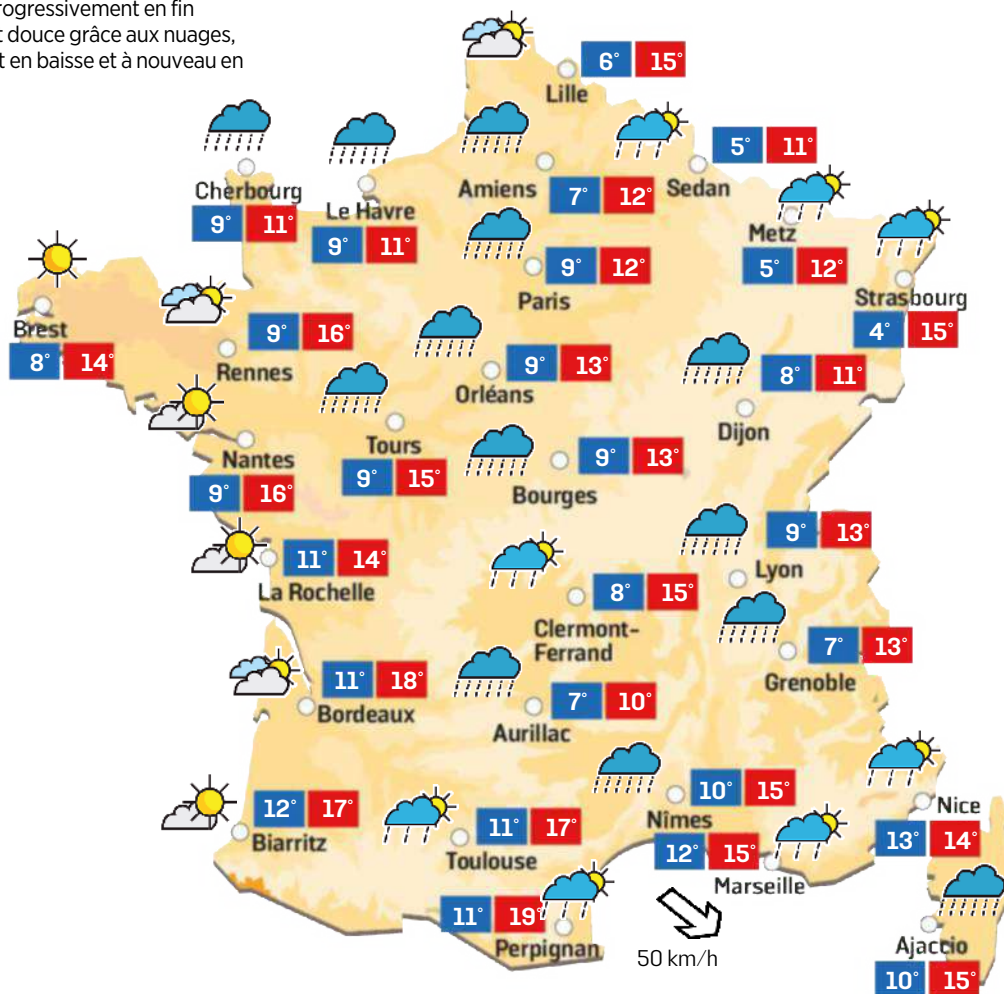 rogressivement en fin
t douce grâce aux nuages,
t en baisse et à nouveau en
6° 15°
Lille
5° 11°
Sedan
Amiens
7° 12°
Cherbourg
9° 11°
Le Havre
9° 11°
Metz
5° 12°
9° 12°
Paris
Strasbourg
4° 15°
Brest
8° 14°
9° 16°
Rennes
9° 13°
Orléans
8° 11°
Dijon
Tours
9° 15°
Nantes
9° 16°
9° 13°
Bourges
9° 13°
Lyon
11° 14°
La Rochelle
8° 15°
Clermont-
Ferrand
7° 13°
Grenoble
11° 18°
Bordeaux
7° 10°
Aurillac
10° 15°
Nîmes
12° 17°
Biarritz
11° 17°
Toulouse
12° 15°
Marseille
Nice
13° 14°
11° 19°
Perpignan
50 km/h
Ajaccio
10° 15°